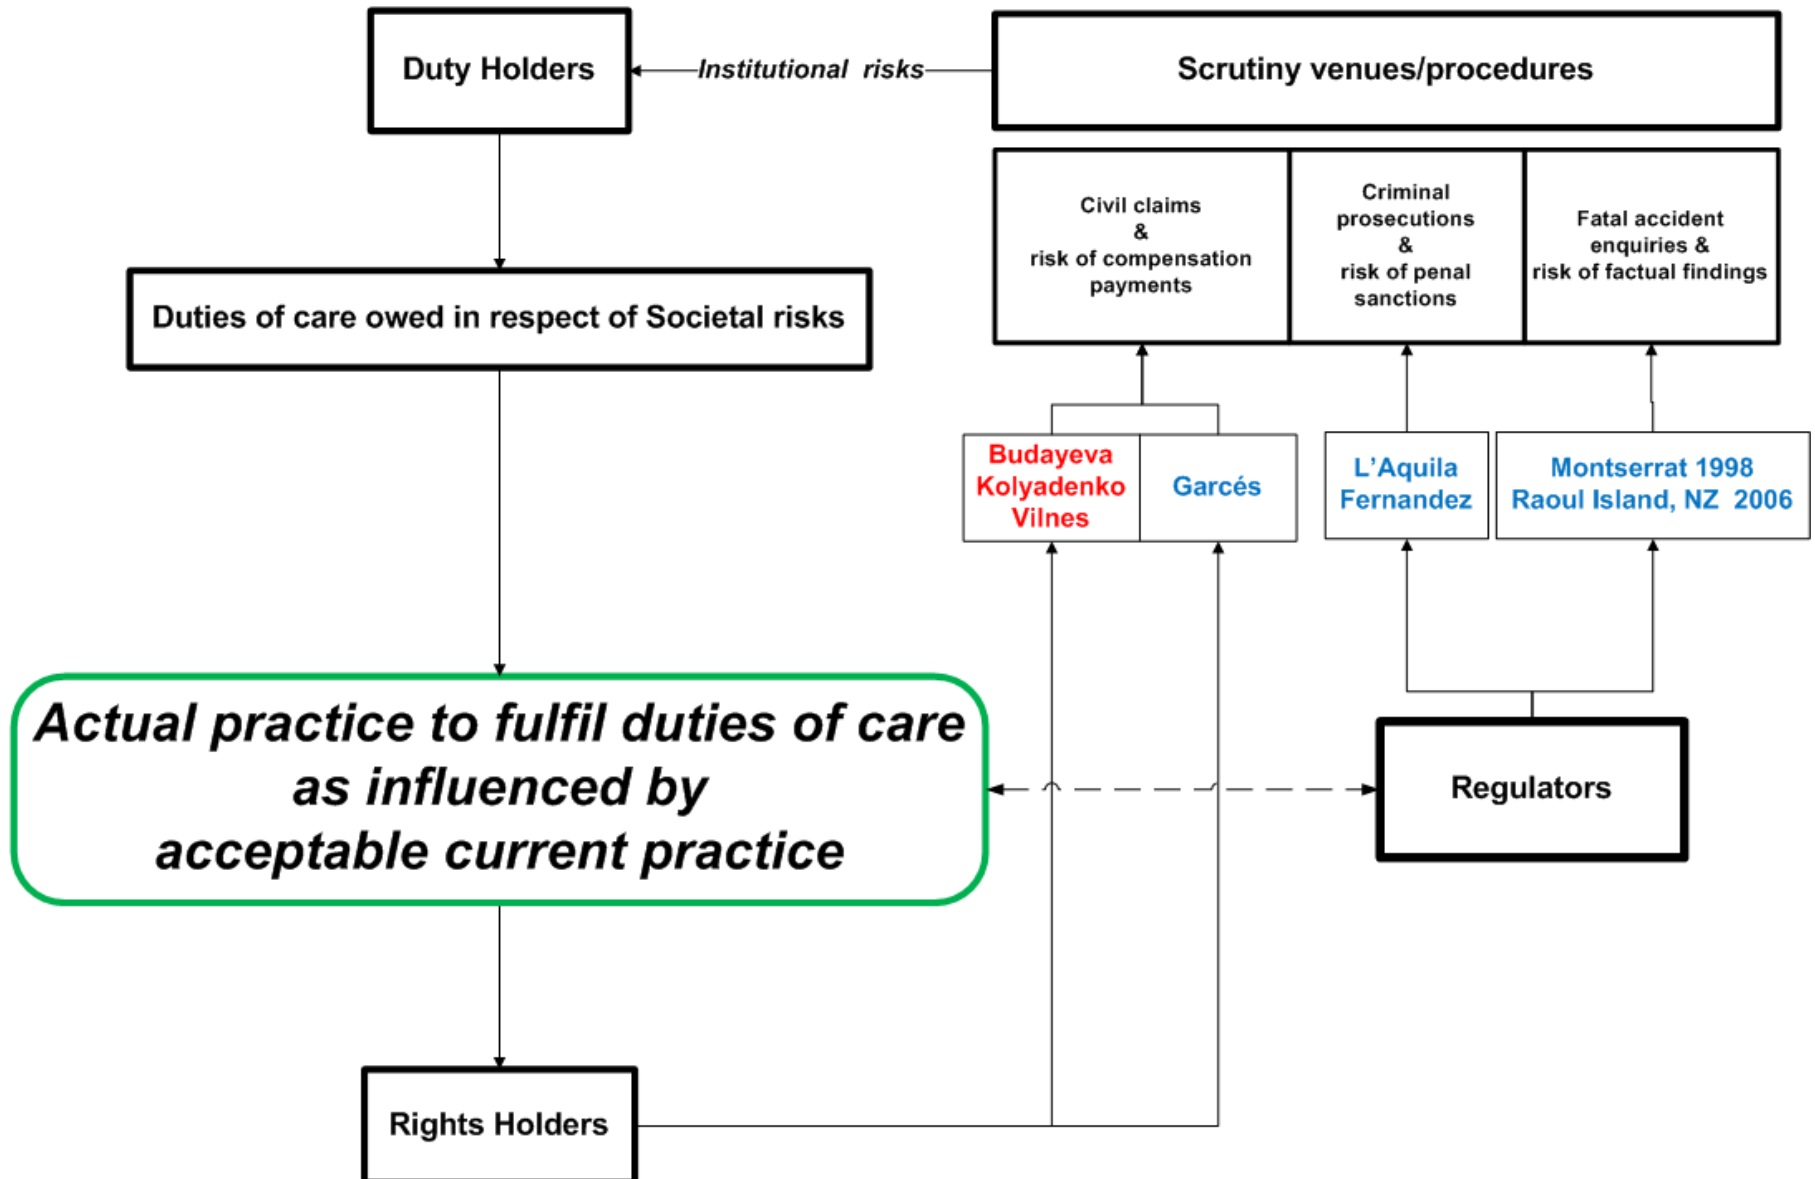 Duty Holders
Institutional risks
Scrutiny venues/procedures
Civil claims
&
risk of compensation
payments
Criminal
prosecutions
&
risk of penal
sanctions
Fatal accident
enquiries &
risk of factual findings
Duties of care owed in respect of Societal risks
Budayeva
Kolyadenko
Vilnes
Garcés
L'Aquila
Fernandez
Montserrat 1998
Raoul Island, NZ 2006
Actual practice to fulfil duties of care
as influenced by
acceptable current practice
Regulators
Rights Holders